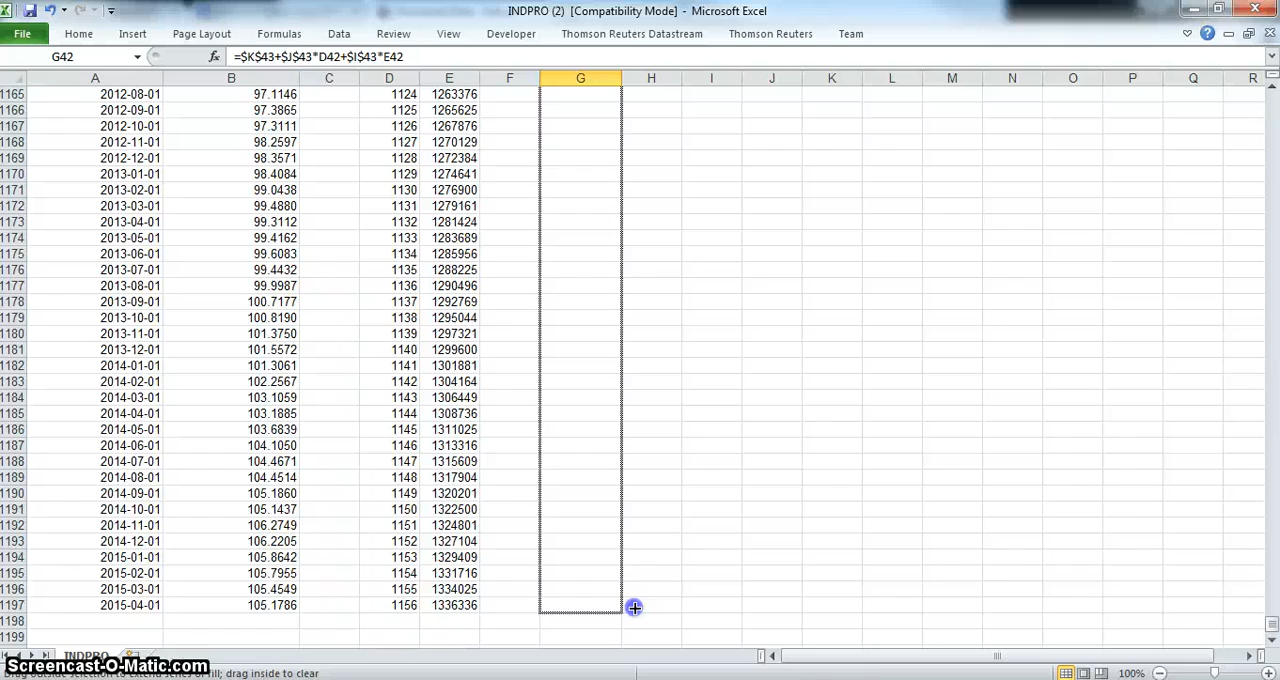 INDPRO (2) [Compatibility Mode] - Microsoft Excel
File Home Insert Page Layout Formulas Data Review View Developer Thomson Reuters Datastream Thomson Reuters Team
G42 fx =$K$43+$J$43*D42+$I$43*E42
A B C D E F G H I J K L M N O P Q R
1165 2012-08-01 97.1146 1124 1263376
1166 2012-09-01 97.3865 1125 1265625
1167 2012-10-01 97.3111 1126 1267876
1168 2012-11-01 98.2597 1127 1270129
1169 2012-12-01 98.3571 1128 1272384
1170 2013-01-01 98.4084 1129 1274641
1171 2013-02-01 99.0438 1130 1276900
1172 2013-03-01 99.4880 1131 1279161
1173 2013-04-01 99.3112 1132 1281424
1174 2013-05-01 99.4162 1133 1283689
1175 2013-06-01 99.6083 1134 1285956
1176 2013-07-01 99.4432 1135 1288225
1177 2013-08-01 99.9987 1136 1290496
1178 2013-09-01 100.7177 1137 1292769
1179 2013-10-01 100.8190 1138 1295044
1180 2013-11-01 101.3750 1139 1297321
1181 2013-12-01 101.5572 1140 1299600
1182 2014-01-01 101.3061 1141 1301881
1183 2014-02-01 102.2567 1142 1304164
1184 2014-03-01 103.1059 1143 1306449
1185 2014-04-01 103.1885 1144 1308736
1186 2014-05-01 103.6839 1145 1311025
1187 2014-06-01 104.1050 1146 1313316
1188 2014-07-01 104.4671 1147 1315609
1189 2014-08-01 104.4514 1148 1317904
1190 2014-09-01 105.1860 1149 1320201
1191 2014-10-01 105.1437 1150 1322500
1192 2014-11-01 106.2749 1151 1324801
1193 2014-12-01 106.2205 1152 1327104
1194 2015-01-01 105.8642 1153 1329409
1195 2015-02-01 105.7955 1154 1331716
1196 2015-03-01 105.4549 1155 1334025
1197 2015-04-01 105.1786 1156 1336336
1198
1199
INDPRO
Screencast-O-Matic.com
Drag outside selection to extend series or fill; drag inside to clear 100%